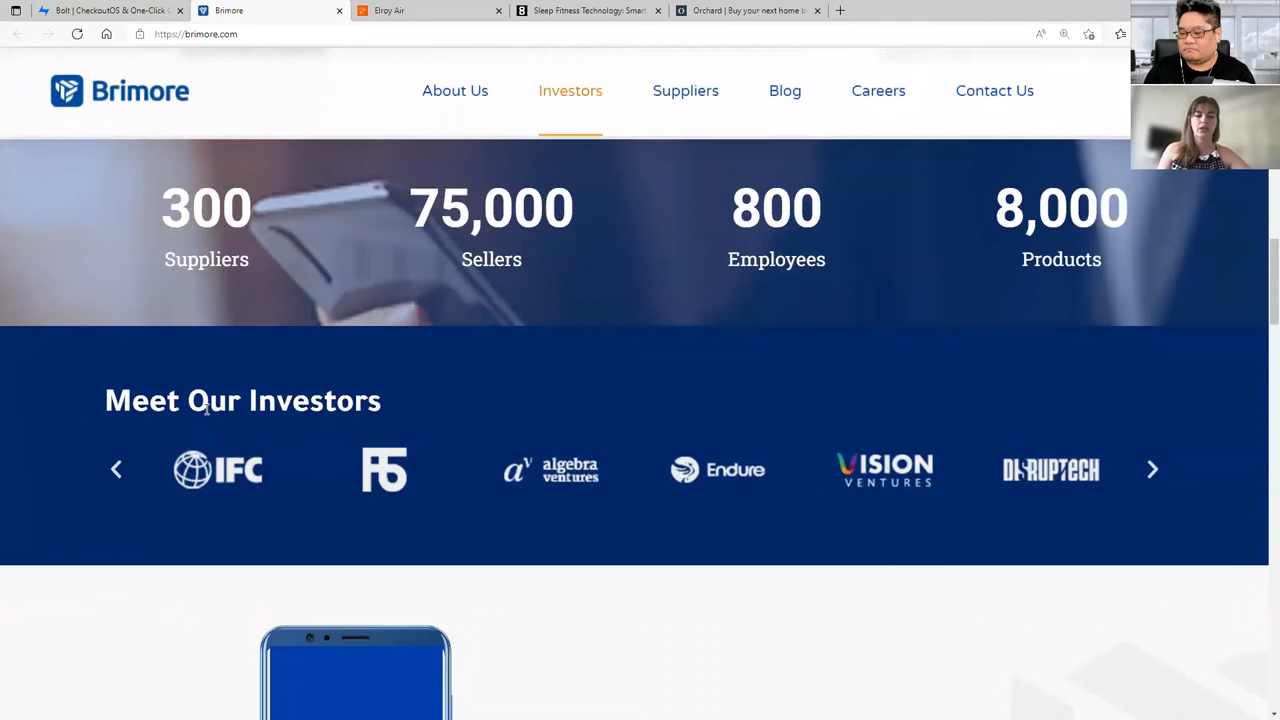 Bolt | CheckoutOS & One-Click
Brimore
Elroy Air
Sleep Fitness Technology: Smart
Orchard | Buy your next home b
https://brimore.com
Brimore
About Us
Investors
Suppliers
Blog
Careers
Contact Us
300
75,000
800
8,000
Suppliers
Sellers
Employees
Products
Meet Our Investors
IFC
F6
av algebra
ventures
Endure
VISION
VENTURES
DISRUPTECH